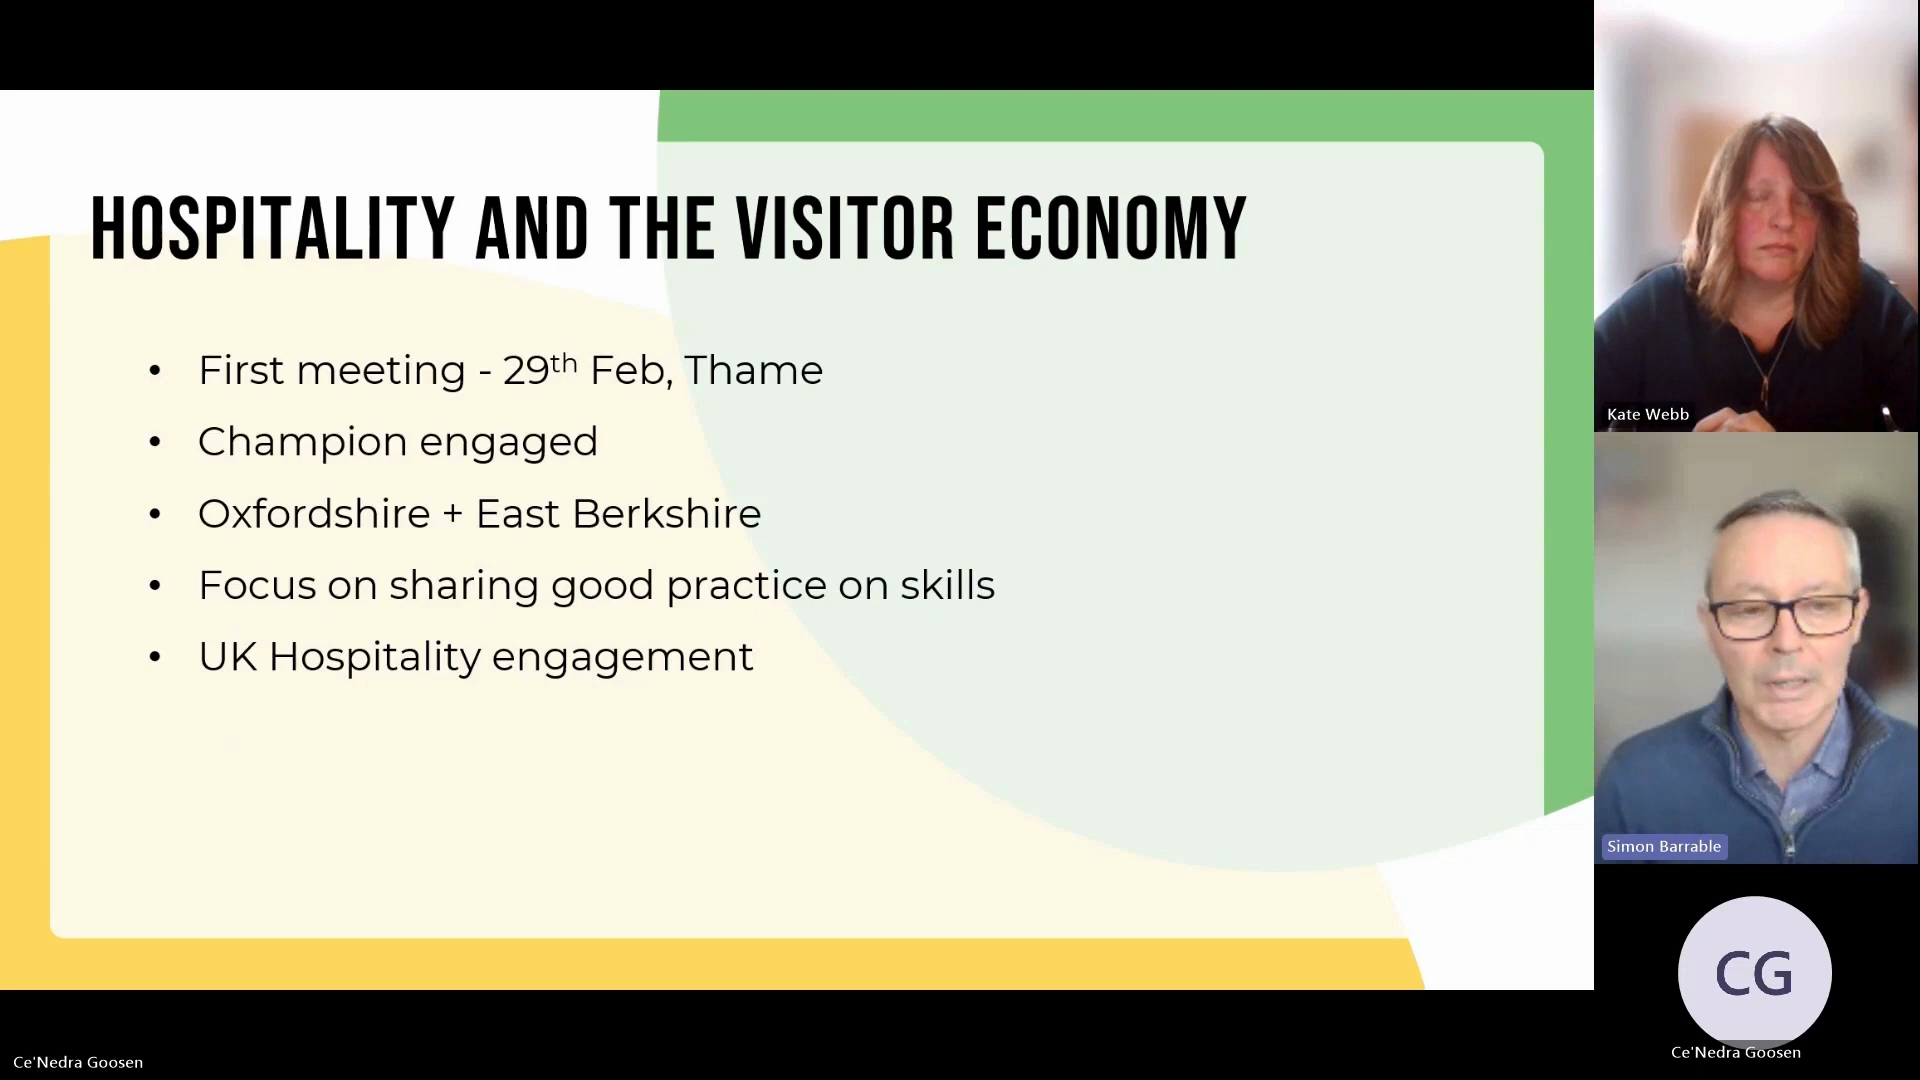 HOSPITALITY AND THE VISITOR ECONOMY
• First meeting - 29th Feb, Thame
• Champion engaged
• Oxfordshire + East Berkshire
• Focus on sharing good practice on skills
• UK Hospitality engagement
Kate Webb
Simon Barrable
CG
Ce'Nedra Goosen
Ce'Nedra Goosen